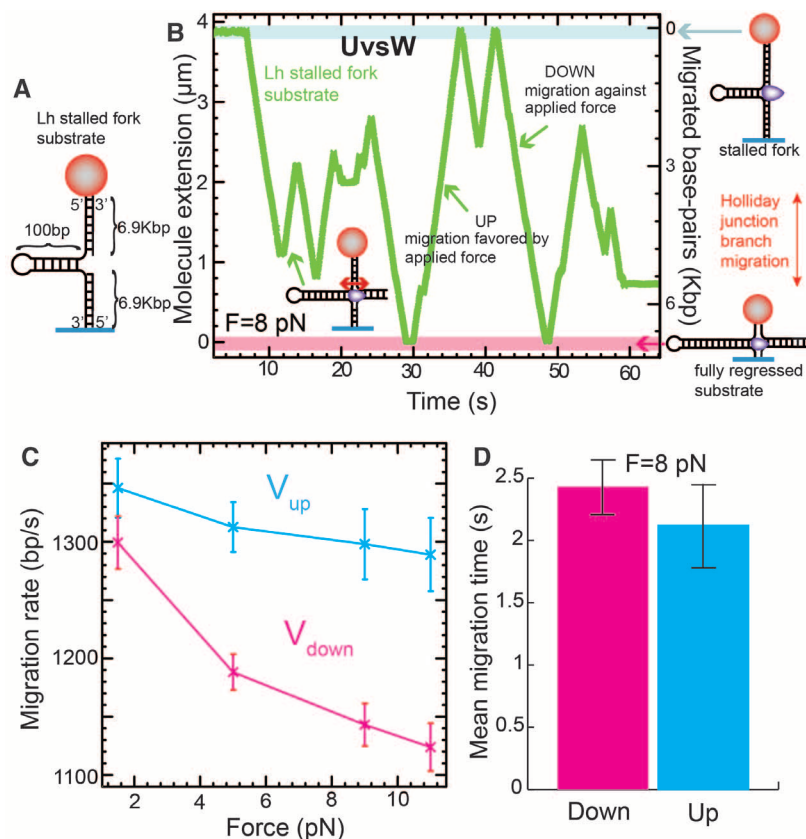 A
Lh stalled fork
substrate
5' 3'
100bp
6.9Kbp
6.9Kbp
3' 5'
B
UvsW
Lh stalled fork
substrate
DOWN
migration against
applied force
UP
migration favored by
applied force
F=8 pN
Molecule extension (µm)
4
3
2
1
0
10 20 30 40 50 60
Time (s)
0
3
6
Migrated base-pairs (Kbp)
stalled fork
Holliday
junction
branch
migration
fully regressed
substrate
C
V up
V down
Migration rate (bp/s)
1300
1200
1100
2 4 6 8 10
Force (pN)
D
F=8 pN
Mean migration time (s)
2.5
2
1.5
1
0.5
0
Down Up